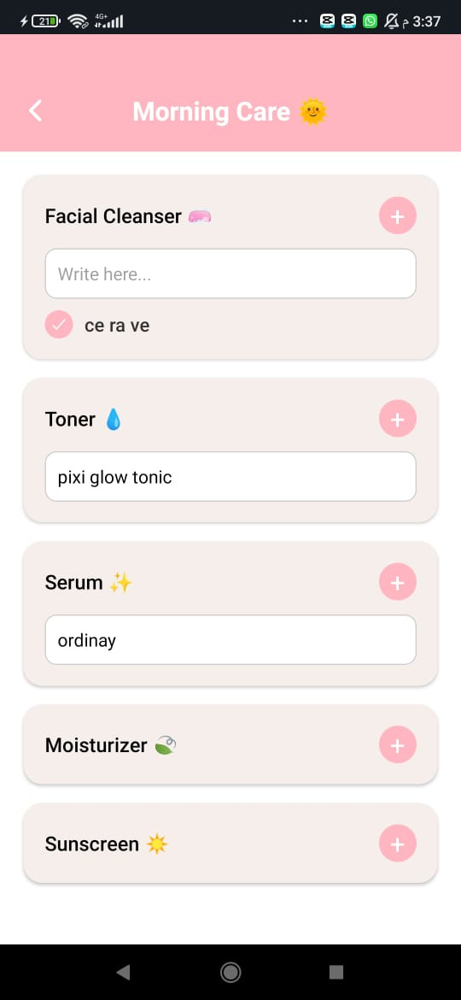 21
4G+
م 3:37
Morning Care 🌞
Facial Cleanser 🧼
Write here...
ce ra ve
Toner 💧
pixi glow tonic
Serum ✨
ordinay
Moisturizer 🍃
Sunscreen ☀️